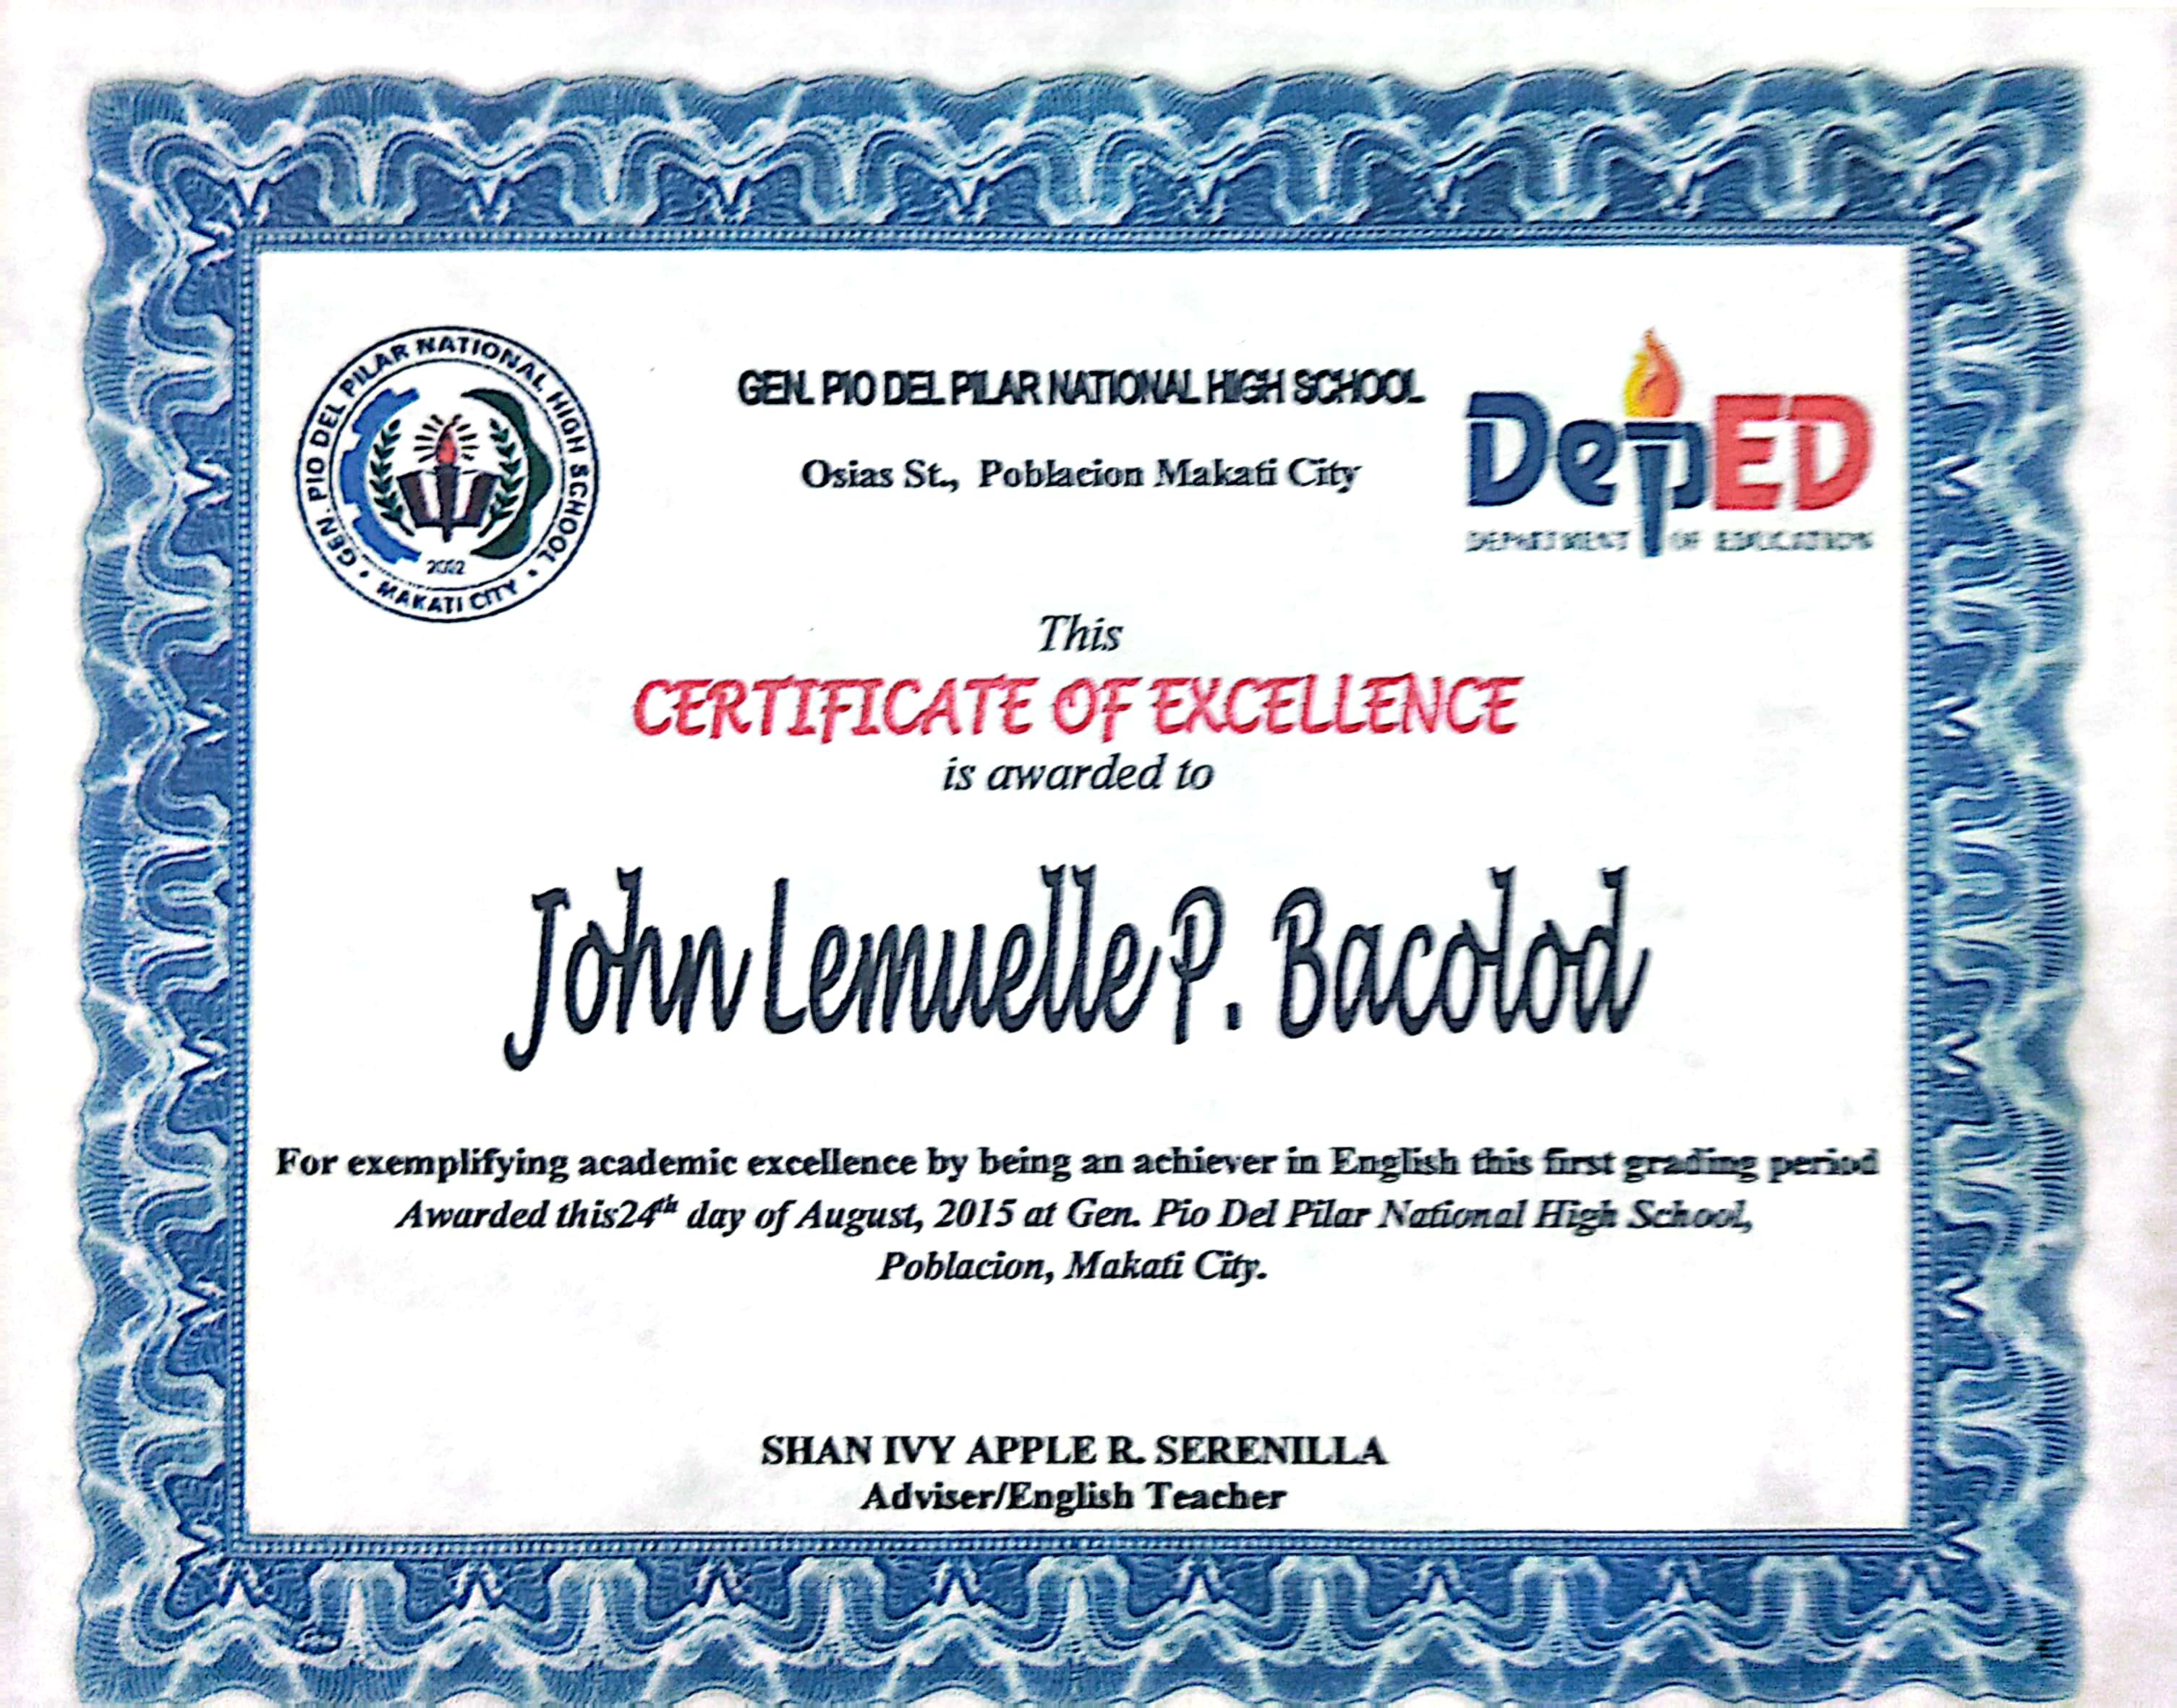 GEN. PIO DEL PILAR NATIONAL HIGH SCHOOL
• MAKATI CITY •
2002
GEN. PIO DEL PILAR NATIONAL HIGH SCHOOL
Osias St., Poblacion Makati City
DepED
DEPARTMENT OF EDUCATION
This
CERTIFICATE OF EXCELLENCE
is awarded to
John Lemuelle P. Bacolod
For exemplifying academic excellence by being an achiever in English this first grading period
Awarded this24th day of August, 2015 at Gen. Pio Del Pilar National High School,
Poblacion, Makati City.
SHAN IVY APPLE R. SERENILLA
Adviser/English Teacher